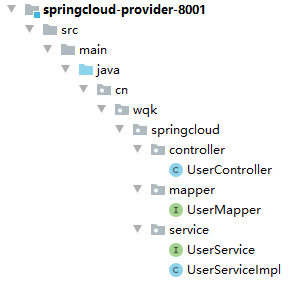 springcloud-provider-8001
src
main
java
cn
wqk
springcloud
controller
C UserController
mapper
I UserMapper
service
I UserService
C UserServiceImpl